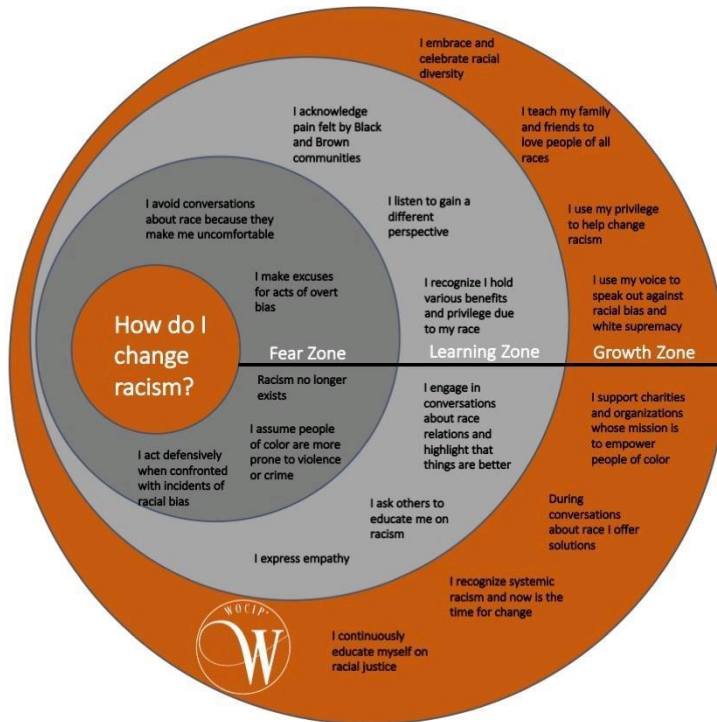 I embrace and
celebrate racial
diversity
I acknowledge
pain felt by Black
and Brown
communities
I teach my family
and friends to
love people of all
races
I avoid conversations
about race because they
make me uncomfortable
I listen to gain a
different
perspective
I use my privilege
to help change
racism
I make excuses
for acts of overt
bias
I recognize I hold
various benefits
and privilege due
to my race
I use my voice to
speak out against
racial bias and
white supremacy
How do I
change
racism?
Fear Zone
Learning Zone
Growth Zone
Racism no longer
exists
I engage in
conversations
about race
relations and
highlight that
things are better
I support charities
and organizations
whose mission is
to empower
people of color
I assume people
of color are more
prone to violence
or crime
I act defensively
when confronted
with incidents of
racial bias
I ask others to
educate me on
racism
During
conversations
about race I offer
solutions
I express empathy
I recognize systemic
racism and now is the
time for change
WOCIP
W
I continuously
educate myself on
racial justice